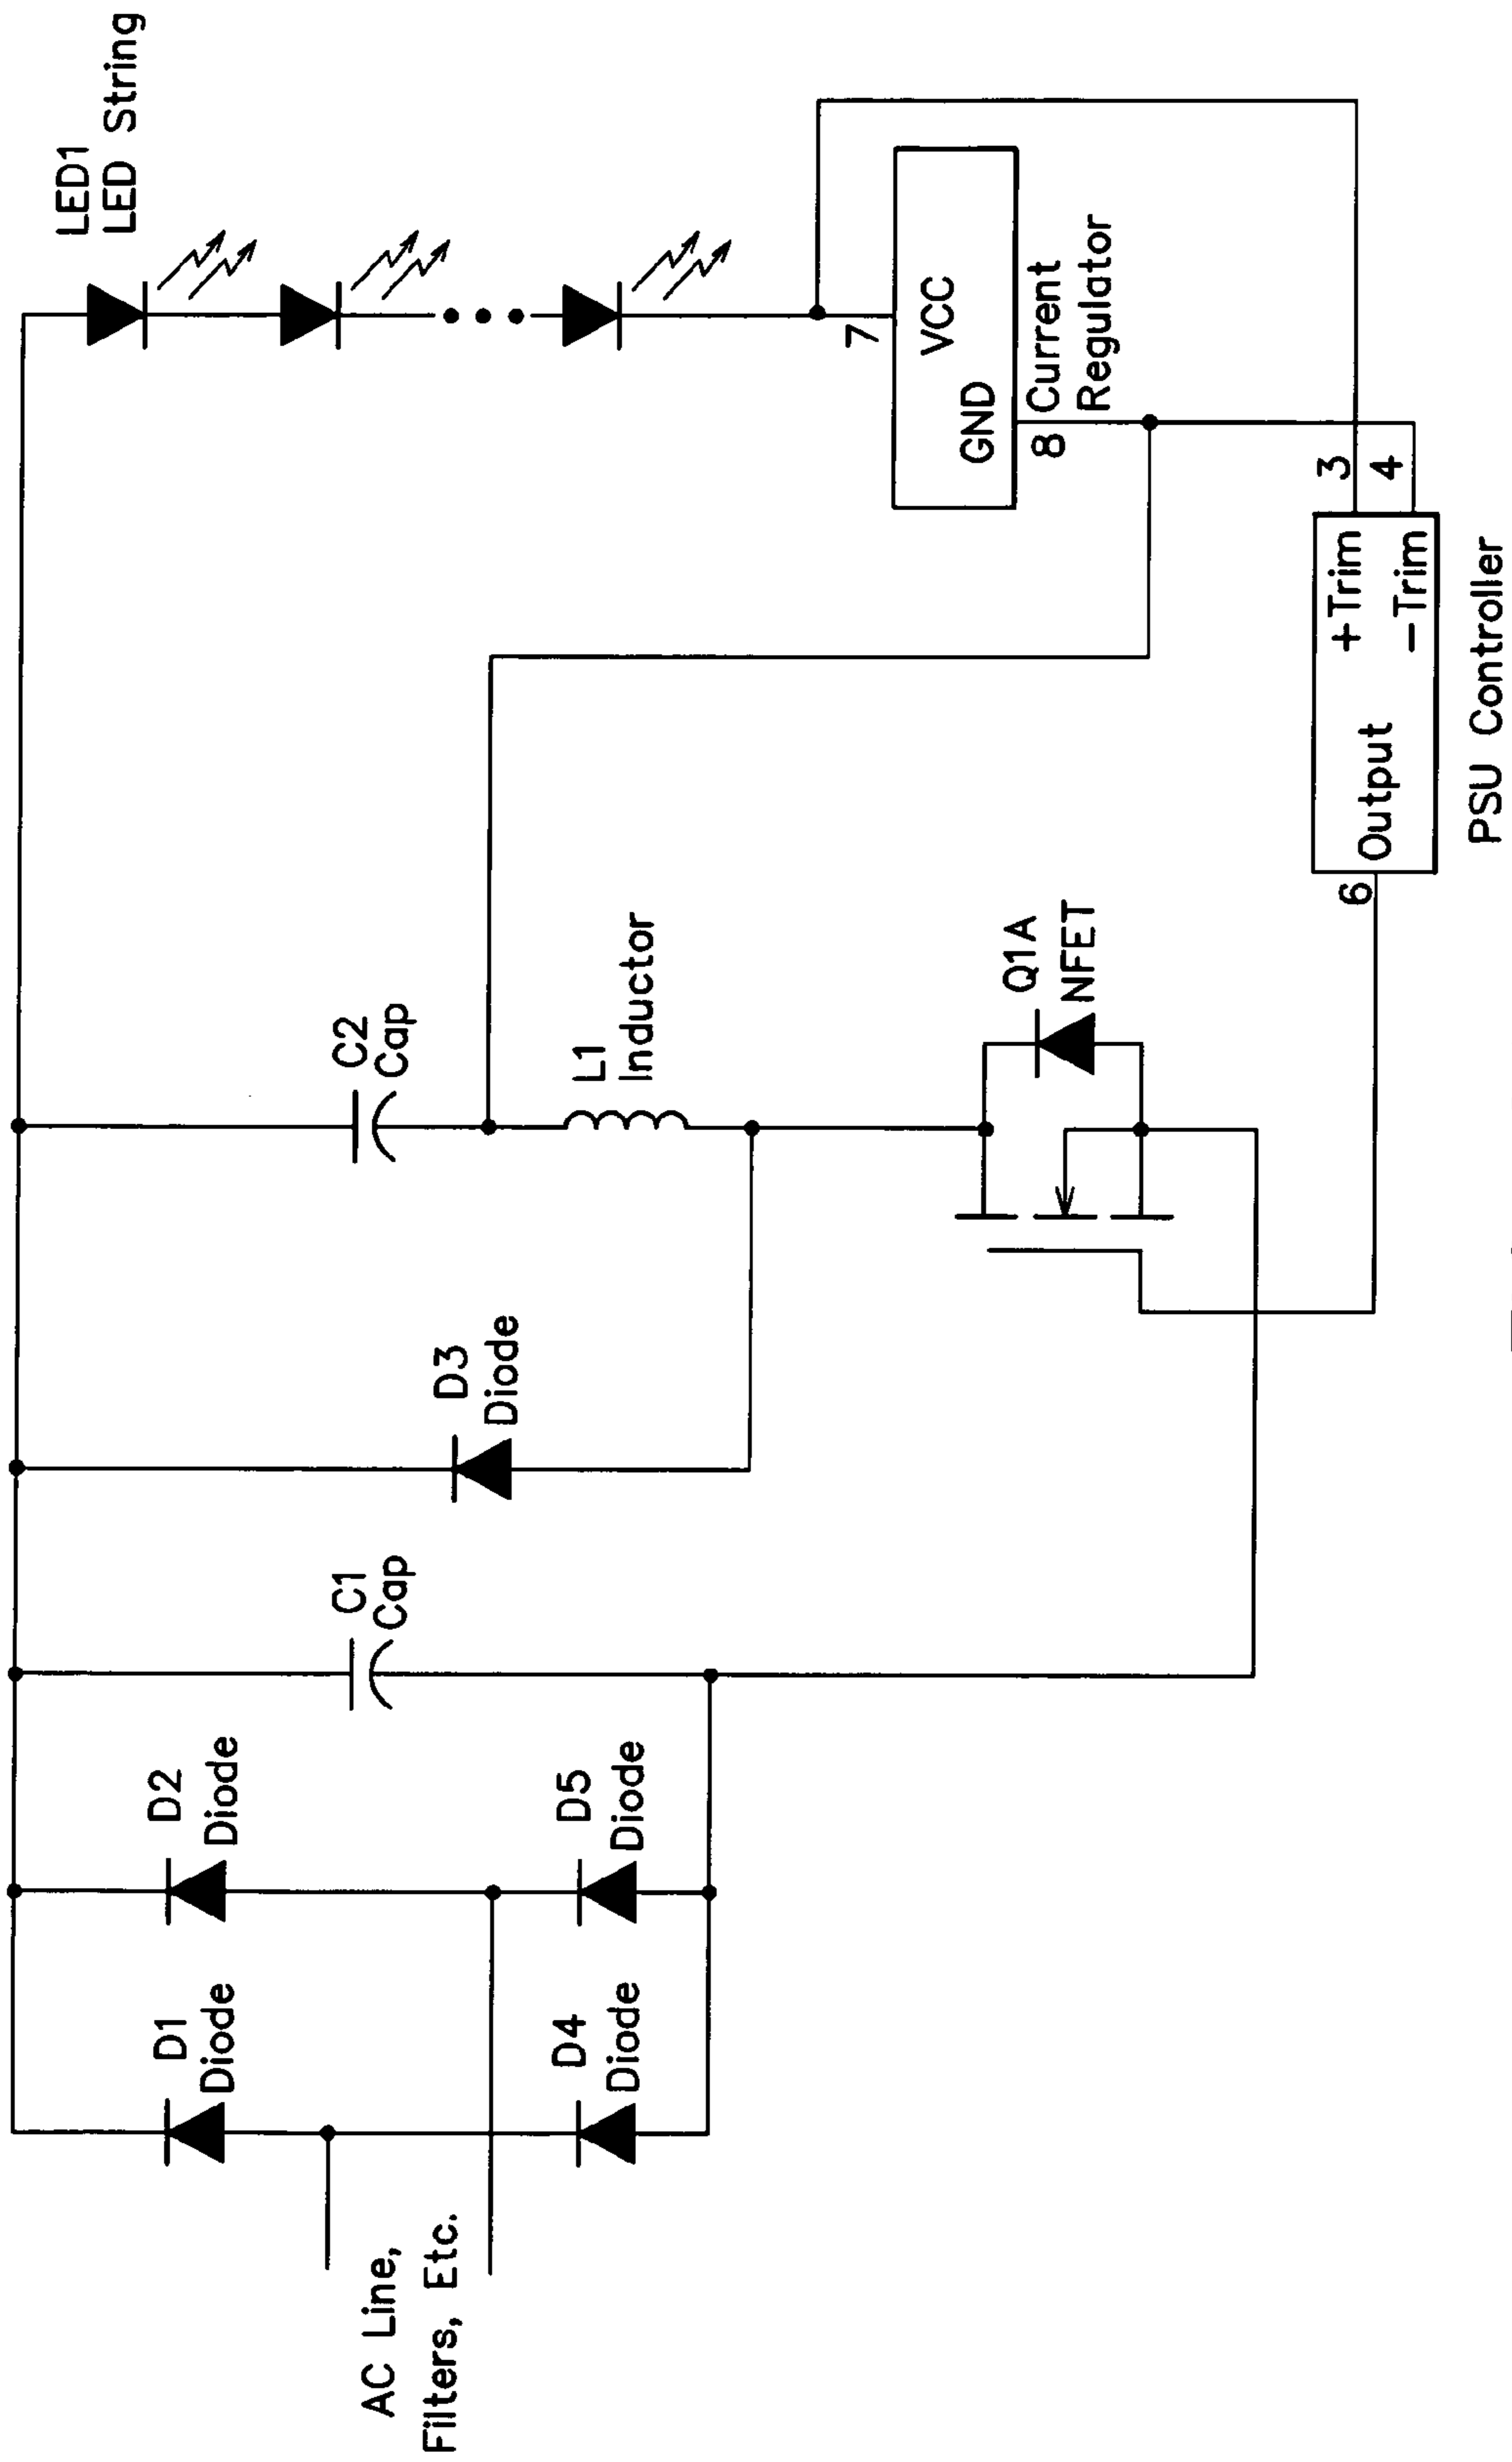 LED1
LED String
C2
Cap
D3
Diode
C1
Cap
D2
Diode
D1
Diode
D5
Diode
D4
Diode
AC Line,
Filters, Etc.
L1
Inductor
7
VCC
GND
8
Current
Regulator
Q1A
NFET
3
4
+Trim
-Trim
Output
6
PSU Controller